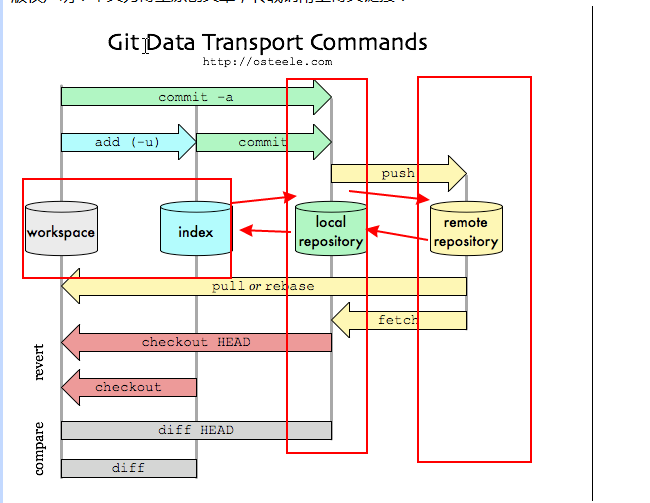 Git Data Transport Commands
http://osteele.com
commit -a
add (-u)
commit
push
workspace
index
local
repository
remote
repository
pull or rebase
fetch
revert
checkout HEAD
checkout
compare
diff HEAD
diff